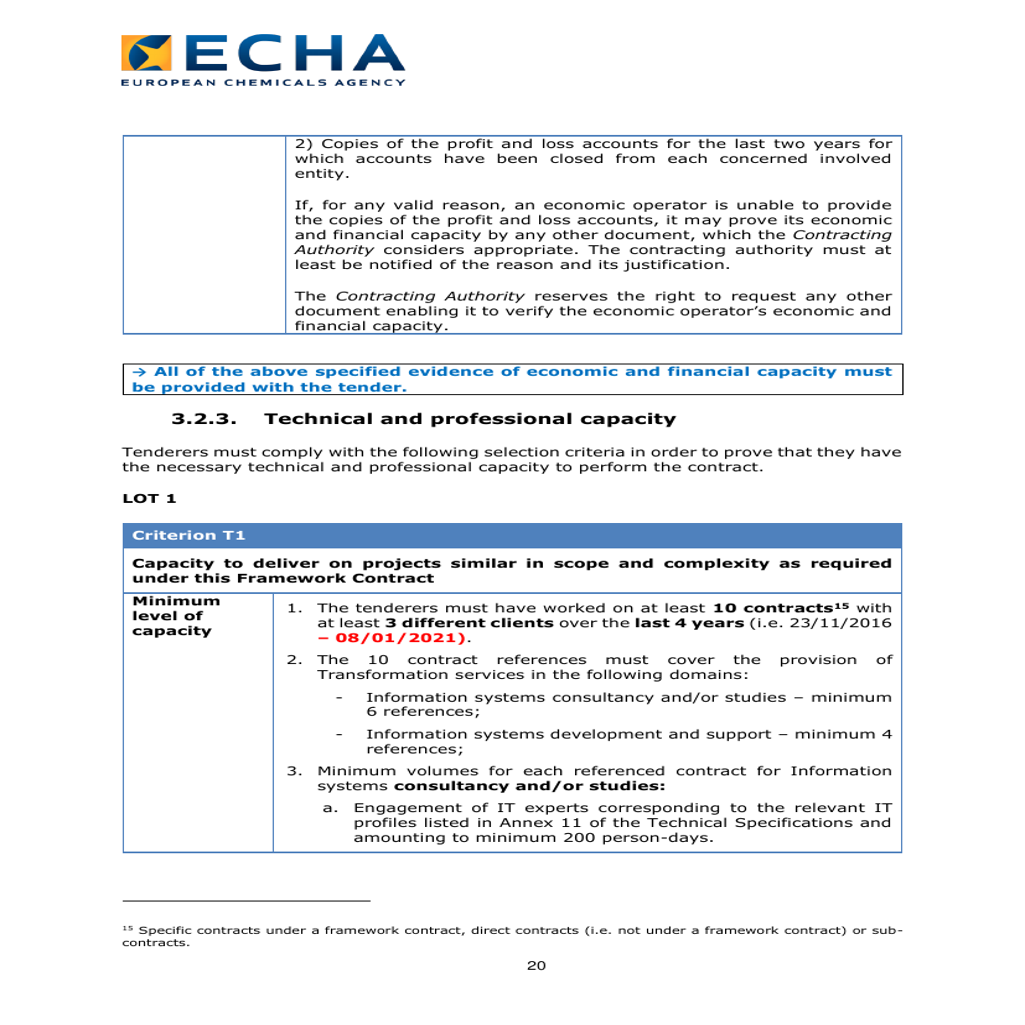 ECHA
EUROPEAN CHEMICALS AGENCY
2) Copies of the profit and loss accounts for the last two years for
which accounts have been closed from each concerned involved
entity.
If, for any valid reason, an economic operator is unable to provide
the copies of the profit and loss accounts, it may prove its economic
and financial capacity by any other document, which the Contracting
Authority considers appropriate. The contracting authority must at
least be notified of the reason and its justification.
The Contracting Authority reserves the right to request any other
document enabling it to verify the economic operator's economic and
financial capacity.
→ All of the above specified evidence of economic and financial capacity must
be provided with the tender.
3.2.3. Technical and professional capacity
Tenderers must comply with the following selection criteria in order to prove that they have
the necessary technical and professional capacity to perform the contract.
LOT 1
Criterion T1
Capacity to deliver on projects similar in scope and complexity as required
under this Framework Contract
Minimum
level of
capacity
1. The tenderers must have worked on at least 10 contracts¹⁵ with
at least 3 different clients over the last 4 years (i.e. 23/11/2016
– 08/01/2021).
2. The 10 contract references must cover the provision of
Transformation services in the following domains:
- Information systems consultancy and/or studies – minimum
6 references;
- Information systems development and support – minimum 4
references;
3. Minimum volumes for each referenced contract for Information
systems consultancy and/or studies:
a. Engagement of IT experts corresponding to the relevant IT
profiles listed in Annex 11 of the Technical Specifications and
amounting to minimum 200 person-days.
¹⁵ Specific contracts under a framework contract, direct contracts (i.e. not under a framework contract) or sub-
contracts.
20